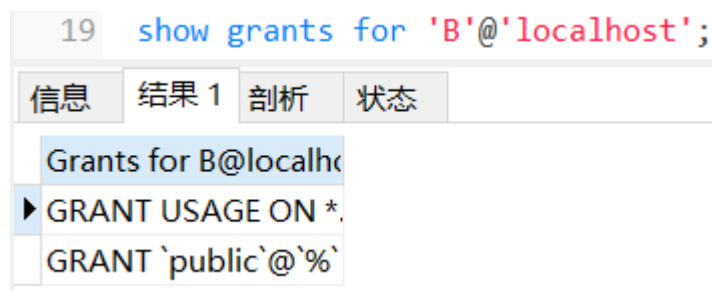 19 show grants for 'B'@'localhost';
信息 结果 1 剖析 状态
Grants for B@localh
GRANT USAGE ON *.
GRANT `public`@`%`